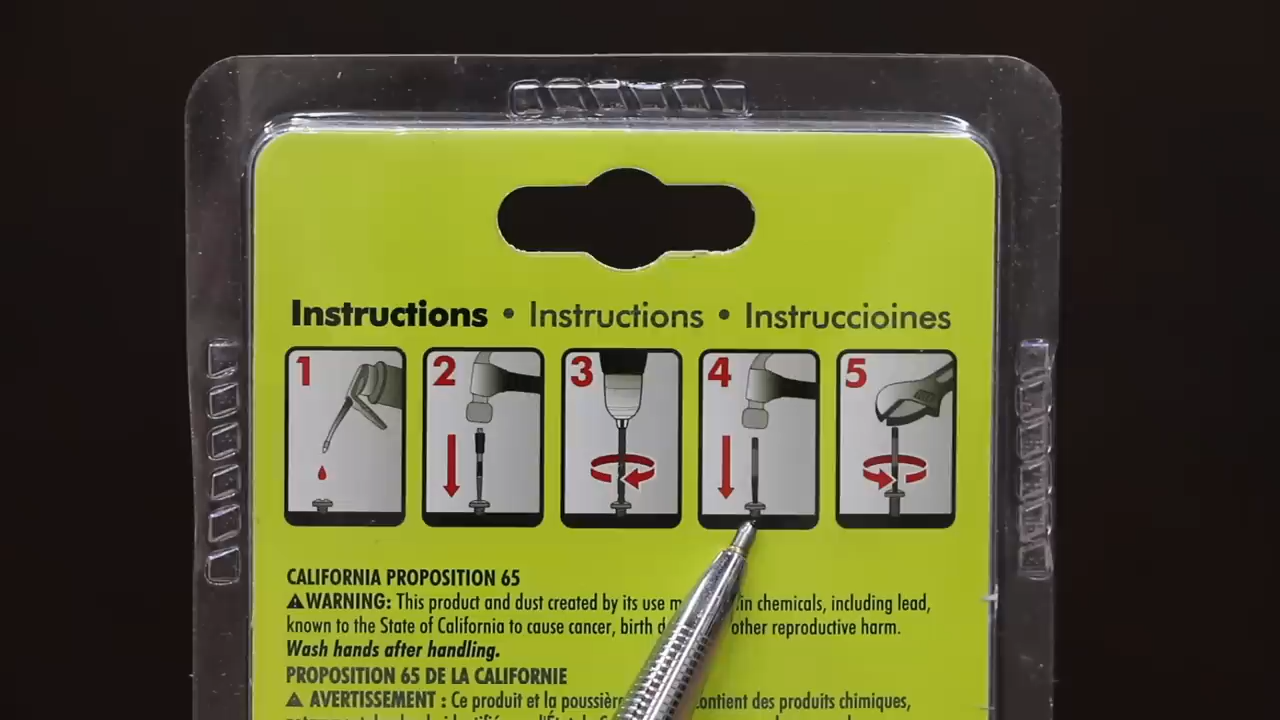 Instructions • Instructions • Instruccioines
1 2 3 4 5
CALIFORNIA PROPOSITION 65
⚠WARNING: This product and dust created by its use in chemicals, including lead,
known to the State of California to cause cancer, birth other reproductive harm.
Wash hands after handling.
PROPOSITION 65 DE LA CALIFORNIE
⚠ AVERTISSEMENT : Ce produit et la poussière contient des produits chimiques,